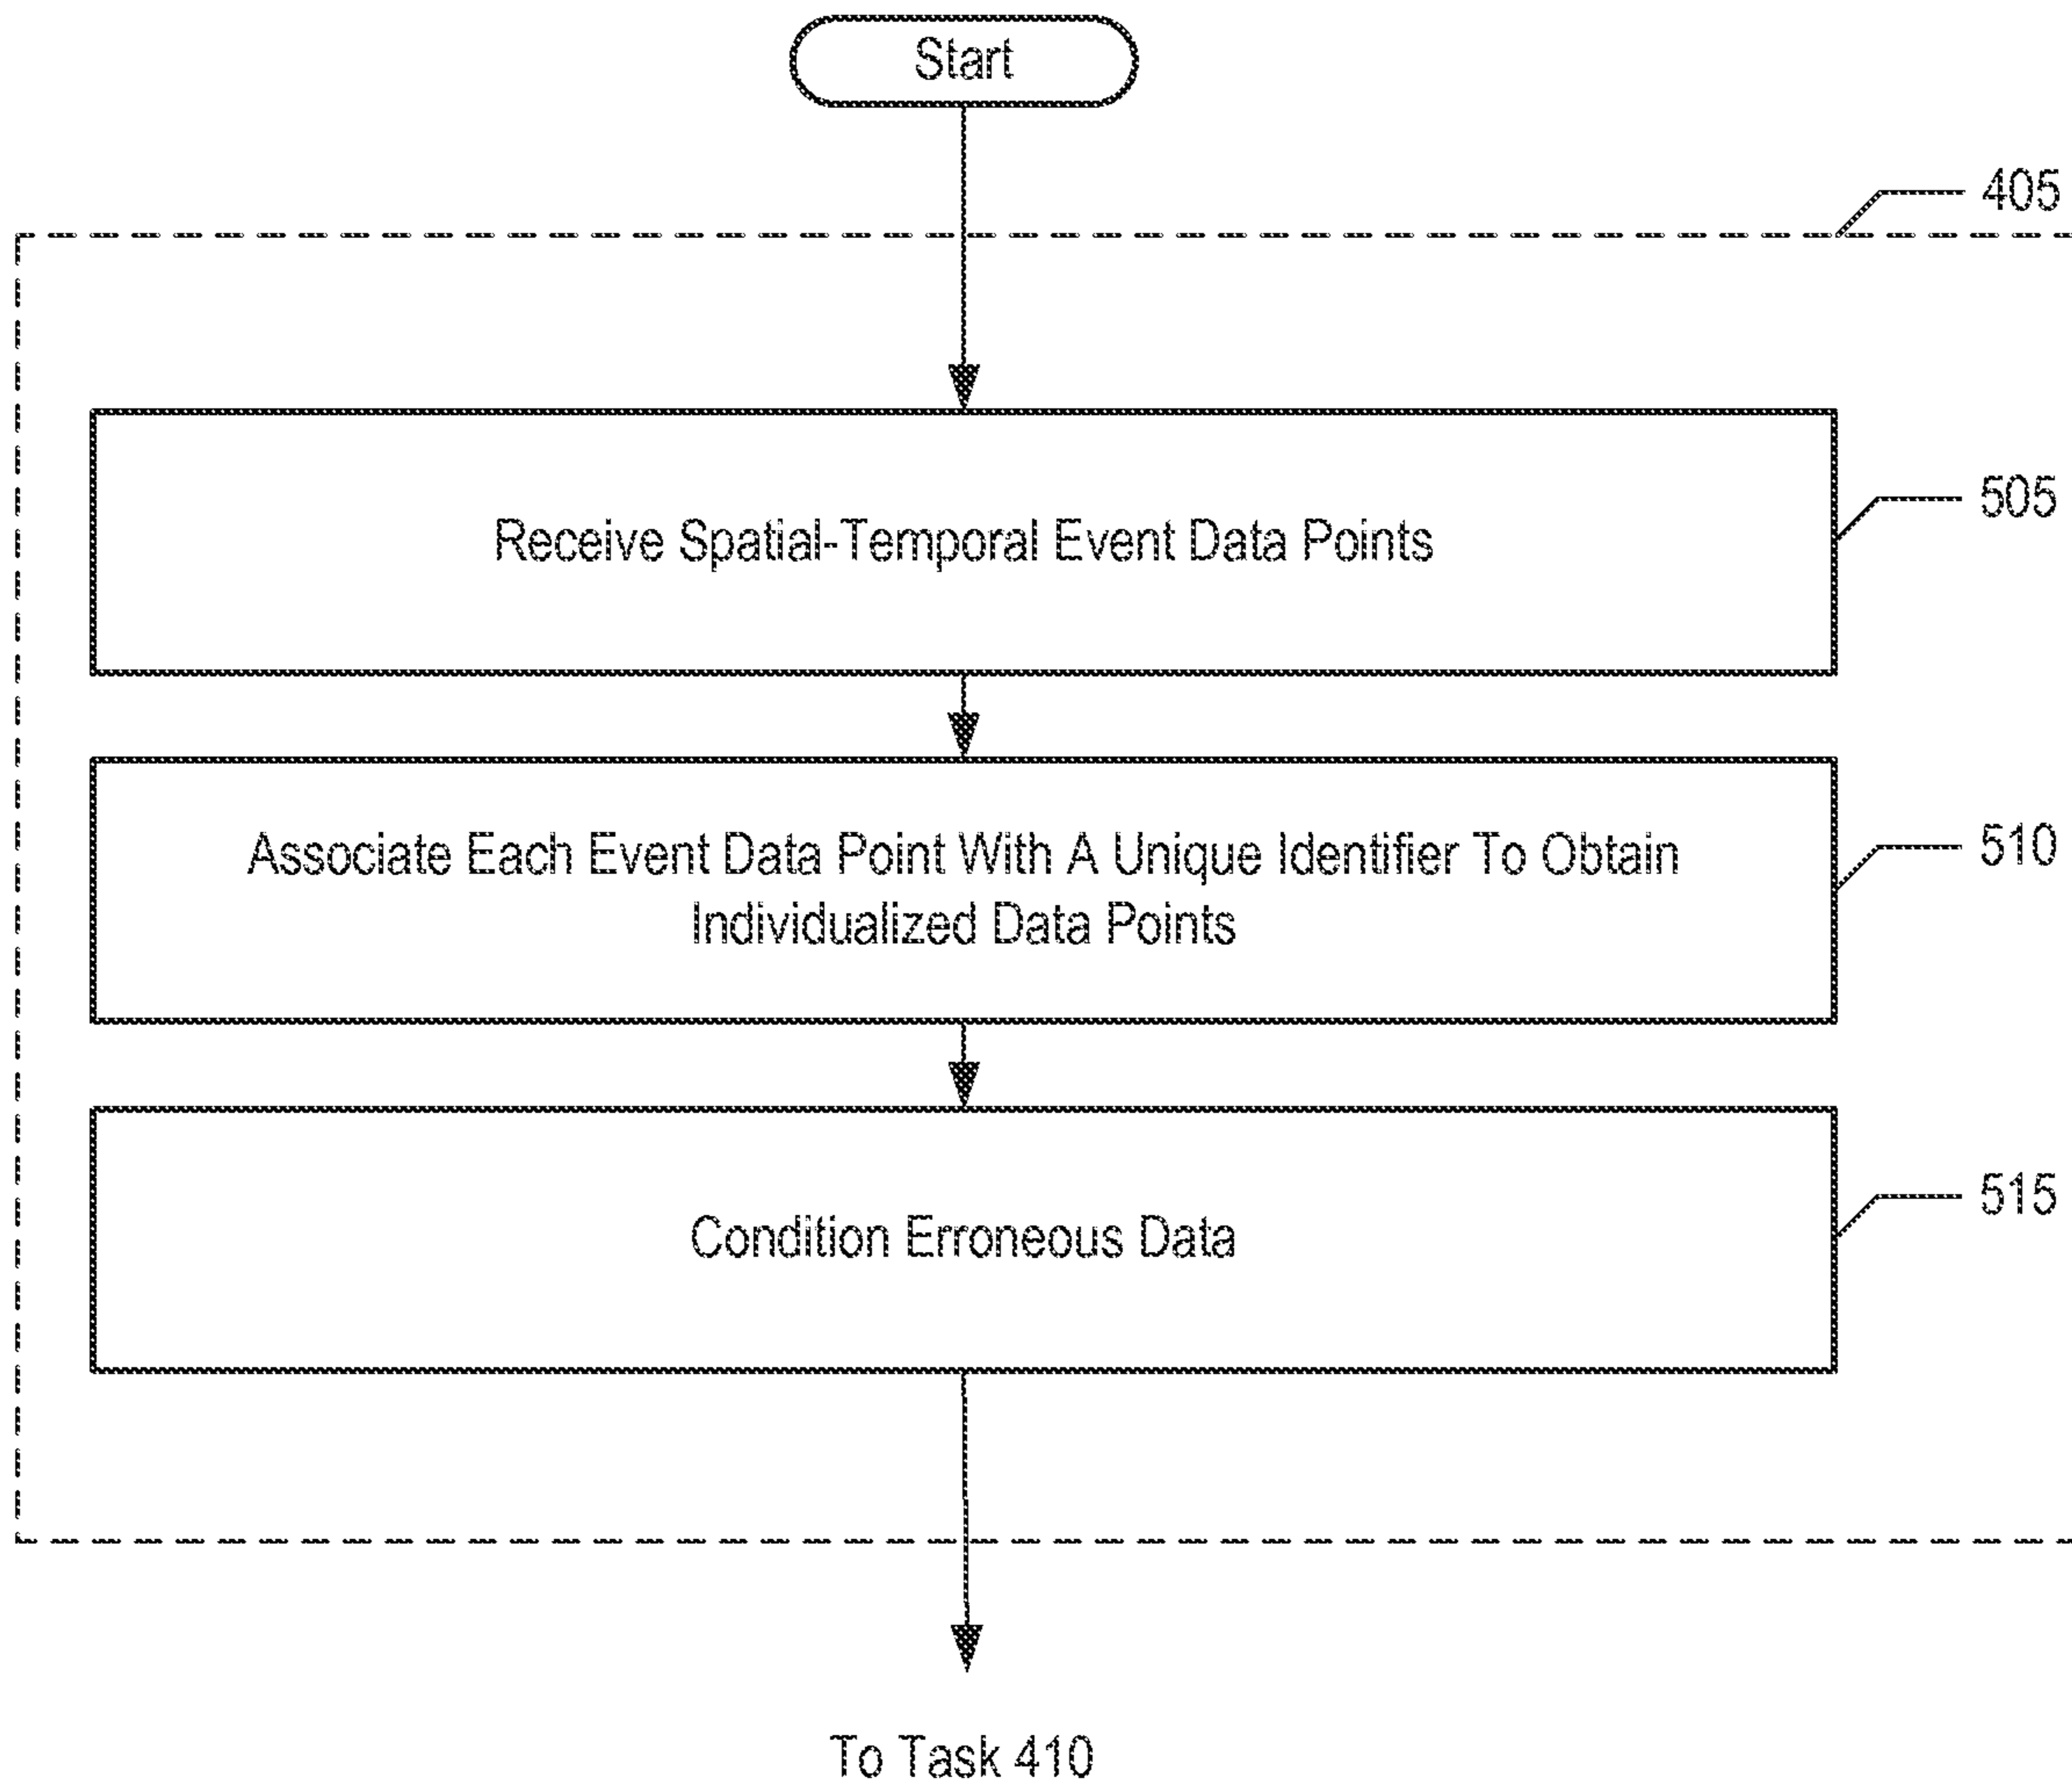 Start
405
Receive Spatial-Temporal Event Data Points
505
Associate Each Event Data Point With A Unique Identifier To Obtain
Individualized Data Points
510
Condition Erroneous Data
515
To Task 410